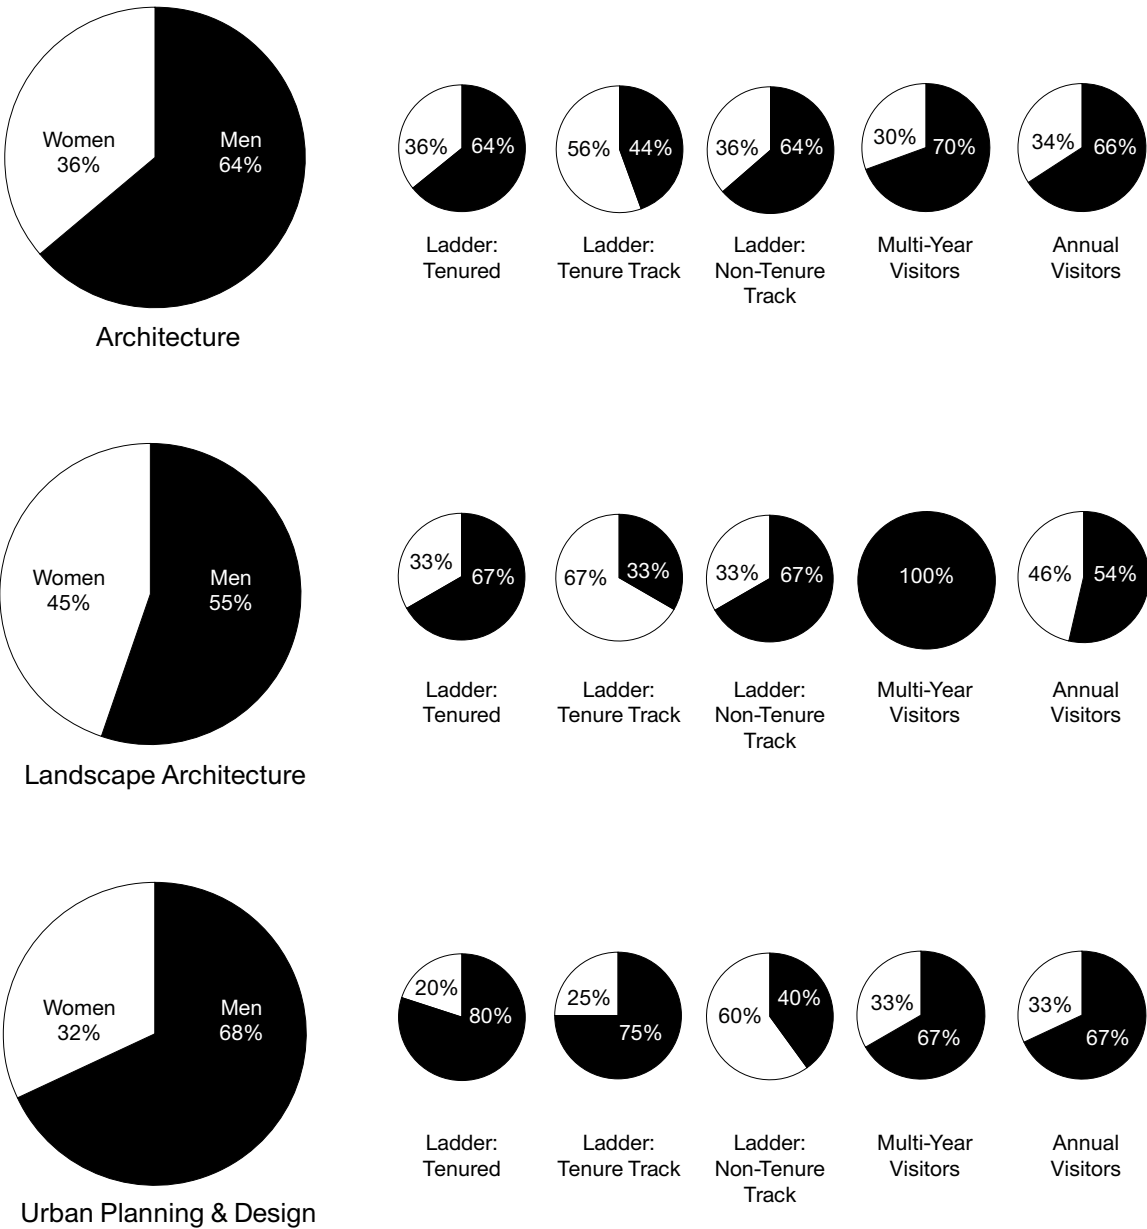 Women
36%
Men
64%
Architecture
36%
64%
Ladder:
Tenured
56%
44%
Ladder:
Tenure Track
36%
64%
Ladder:
Non-Tenure
Track
30%
70%
Multi-Year
Visitors
34%
66%
Annual
Visitors
Women
45%
Men
55%
Landscape Architecture
33%
67%
Ladder:
Tenured
67%
33%
Ladder:
Tenure Track
33%
67%
Ladder:
Non-Tenure
Track
100%
Multi-Year
Visitors
46%
54%
Annual
Visitors
Women
32%
Men
68%
Urban Planning & Design
20%
80%
Ladder:
Tenured
25%
75%
Ladder:
Tenure Track
60%
40%
Ladder:
Non-Tenure
Track
33%
67%
Multi-Year
Visitors
33%
67%
Annual
Visitors